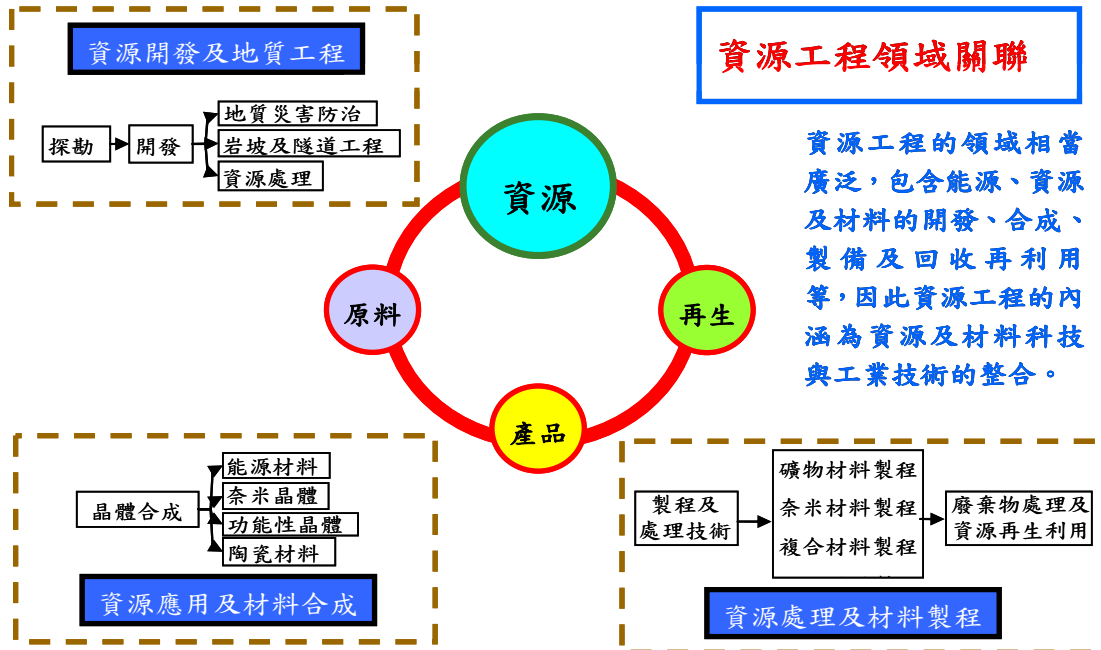 資源開發及地質工程
探勘
開發
地質災害防治
岩坡及隧道工程
資源處理
資源工程領域關聯
資源工程的領域相當
廣泛，包含能源、資源
及材料的開發、合成、
製備及回收再利用
等，因此資源工程的內
涵為資源及材料科技
與工業技術的整合。
資源
原料
再生
產品
晶體合成
能源材料
奈米晶體
功能性晶體
陶瓷材料
資源應用及材料合成
製程及
處理技術
礦物材料製程
奈米材料製程
複合材料製程
廢棄物處理及
資源再生利用
資源處理及材料製程